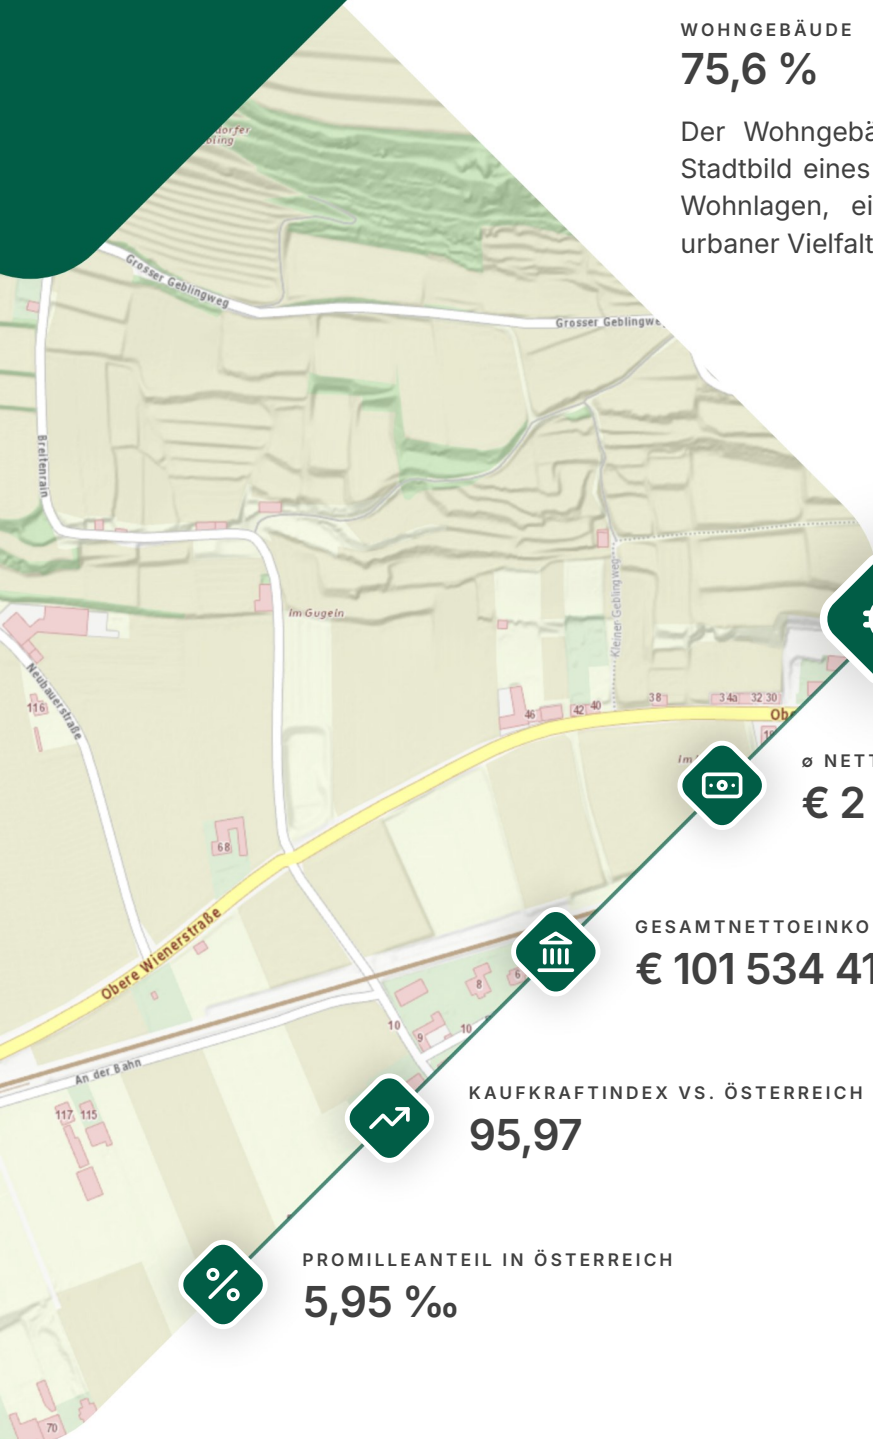 WOHNGEBÄUDE
75,6 %
Der Wohngebä
Stadtbild eines
Wohnlagen, ei
urbaner Vielfalt
Grosser Geblingweg
Grosser Geblingwe
Breitenrain
Im Gugeln
Kleiner Geblingweg
Neubauerstraße
116
46
42
40
38
34a
32
30
Obe
68
Obere Wienerstraße
ø NETT
€ 2
GESAMTNETTOEINKO
€ 101 534 41
8
6
10
9
10
An der Bahn
117
115
KAUFKRAFTINDEX VS. ÖSTERREICH
95,97
PROMILLEANTEIL IN ÖSTERREICH
5,95 ‰
70